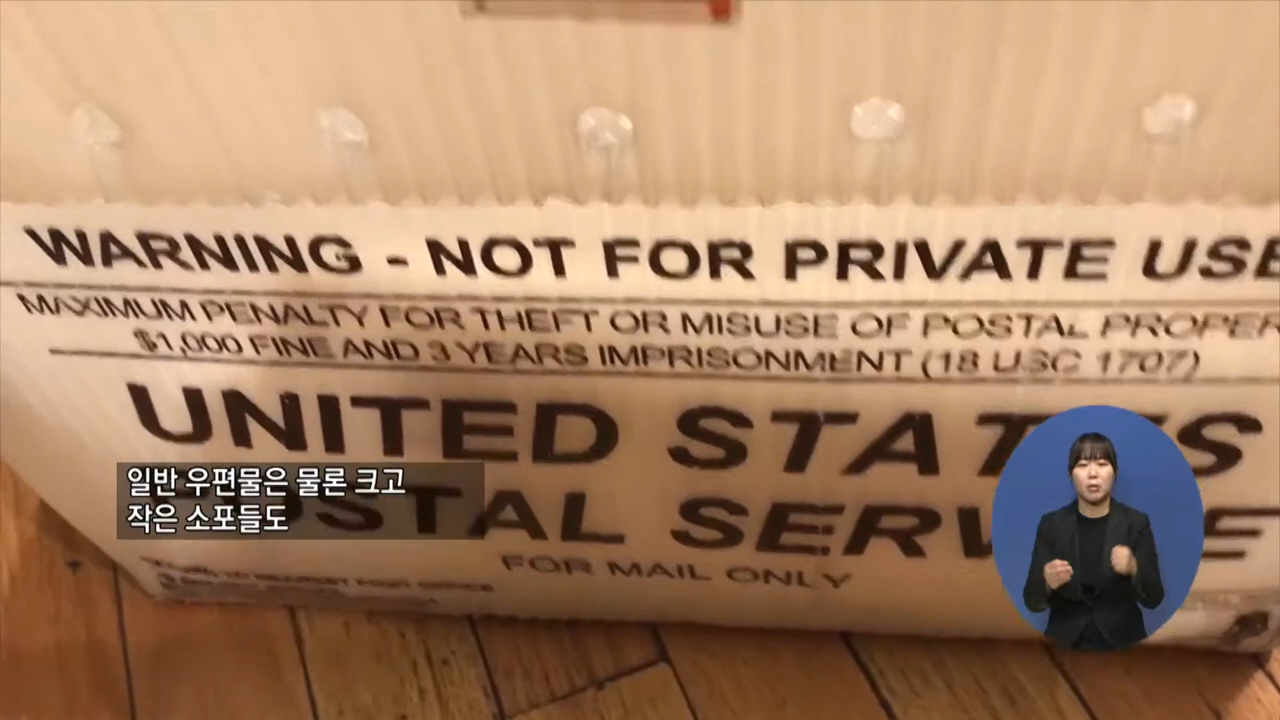 WARNING - NOT FOR PRIVATE USE
MAXIMUM PENALTY FOR THEFT OR MISUSE OF POSTAL PROPER
$1,000 FINE AND 3 YEARS IMPRISONMENT (18 USC 1707)
UNITED STATES
POSTAL SERV E
FOR MAIL ONLY
일반 우편물은 물론 크고
작은 소포들도